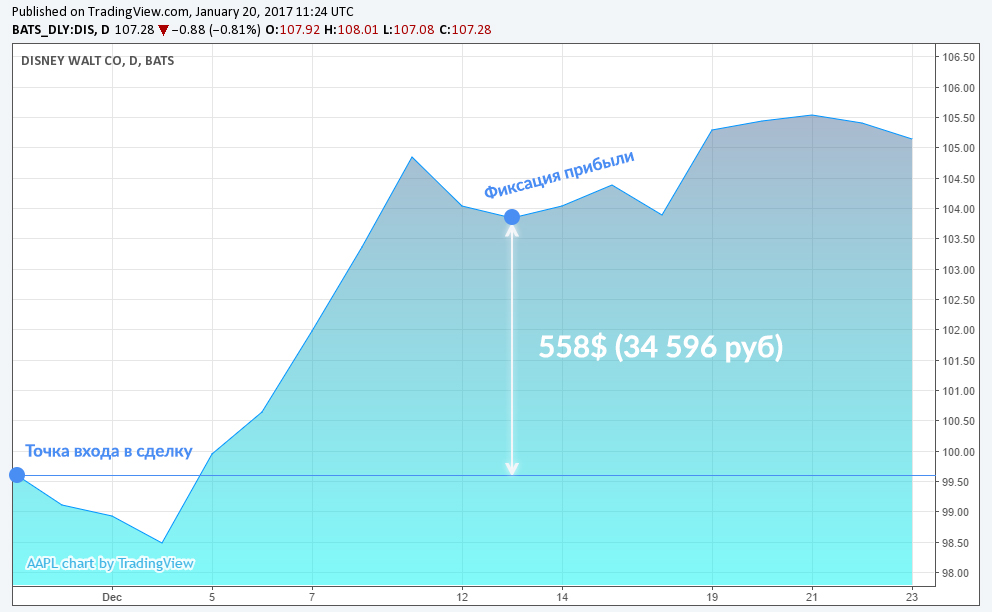 Published on TradingView.com, January 20, 2017 11:24 UTC
BATS_DLY:DIS, D 107.28 ▼ −0.88 (−0.81%) O:107.92 H:108.01 L:107.08 C:107.28
DISNEY WALT CO, D, BATS
106.50
106.00
105.50
105.00
104.50
104.00
103.50
103.00
102.50
102.00
101.50
101.00
100.50
100.00
99.50
99.00
98.50
98.00
Фиксация прибыли
558$ (34 596 руб)
Точка входа в сделку
AAPL chart by TradingView
Dec 5 7 12 14 19 21 23